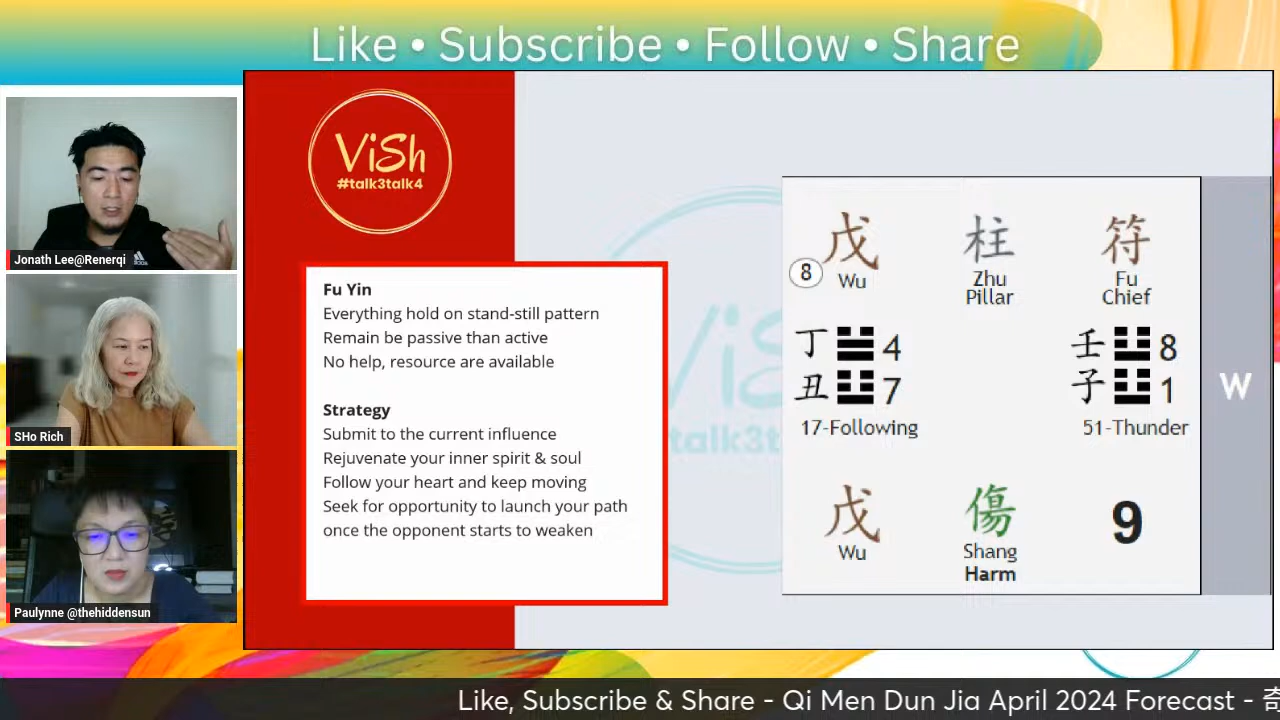 Like • Subscribe • Follow • Share
Jonath Lee@Renerqi
SHo Rich
Paulynne @thehiddensun
ViSh
#talk3talk4
Fu Yin
Everything hold on stand-still pattern
Remain be passive than active
No help, resource are available
Strategy
Submit to the current influence
Rejuvenate your inner spirit & soul
Follow your heart and keep moving
Seek for opportunity to launch your path
once the opponent starts to weaken
戊 柱 符
8 Wu Zhu Fu
Pillar Chief
丁 4 壬 8
丑 7 子 1
17-Following 51-Thunder
戊 傷 9
Wu Shang
Harm
W
Like, Subscribe & Share - Qi Men Dun Jia April 2024 Forecast - 奇